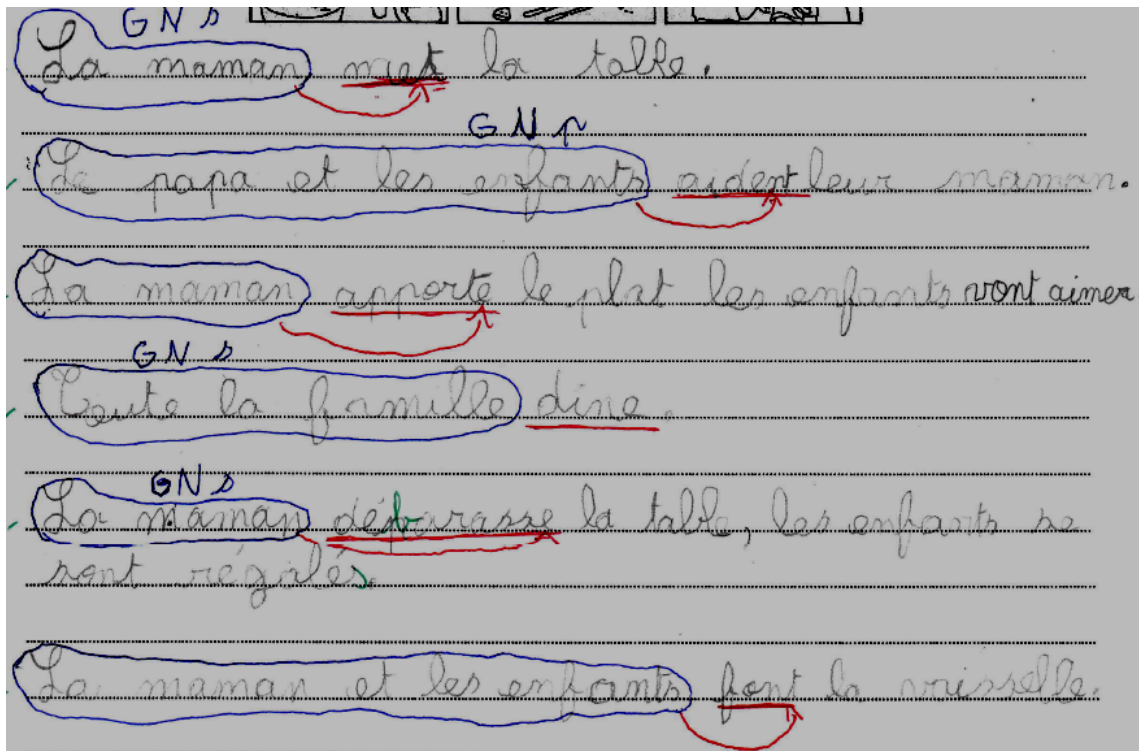 GN s
La maman met la table.
GN p
Le papa et les enfants aident leur maman.
La maman apporte le plat les enfants vont aimer
GN s
Toute la famille dine.
GN s
La maman débarasse la table, les enfants se
sont régalés.
La maman et les enfants font la visselle.